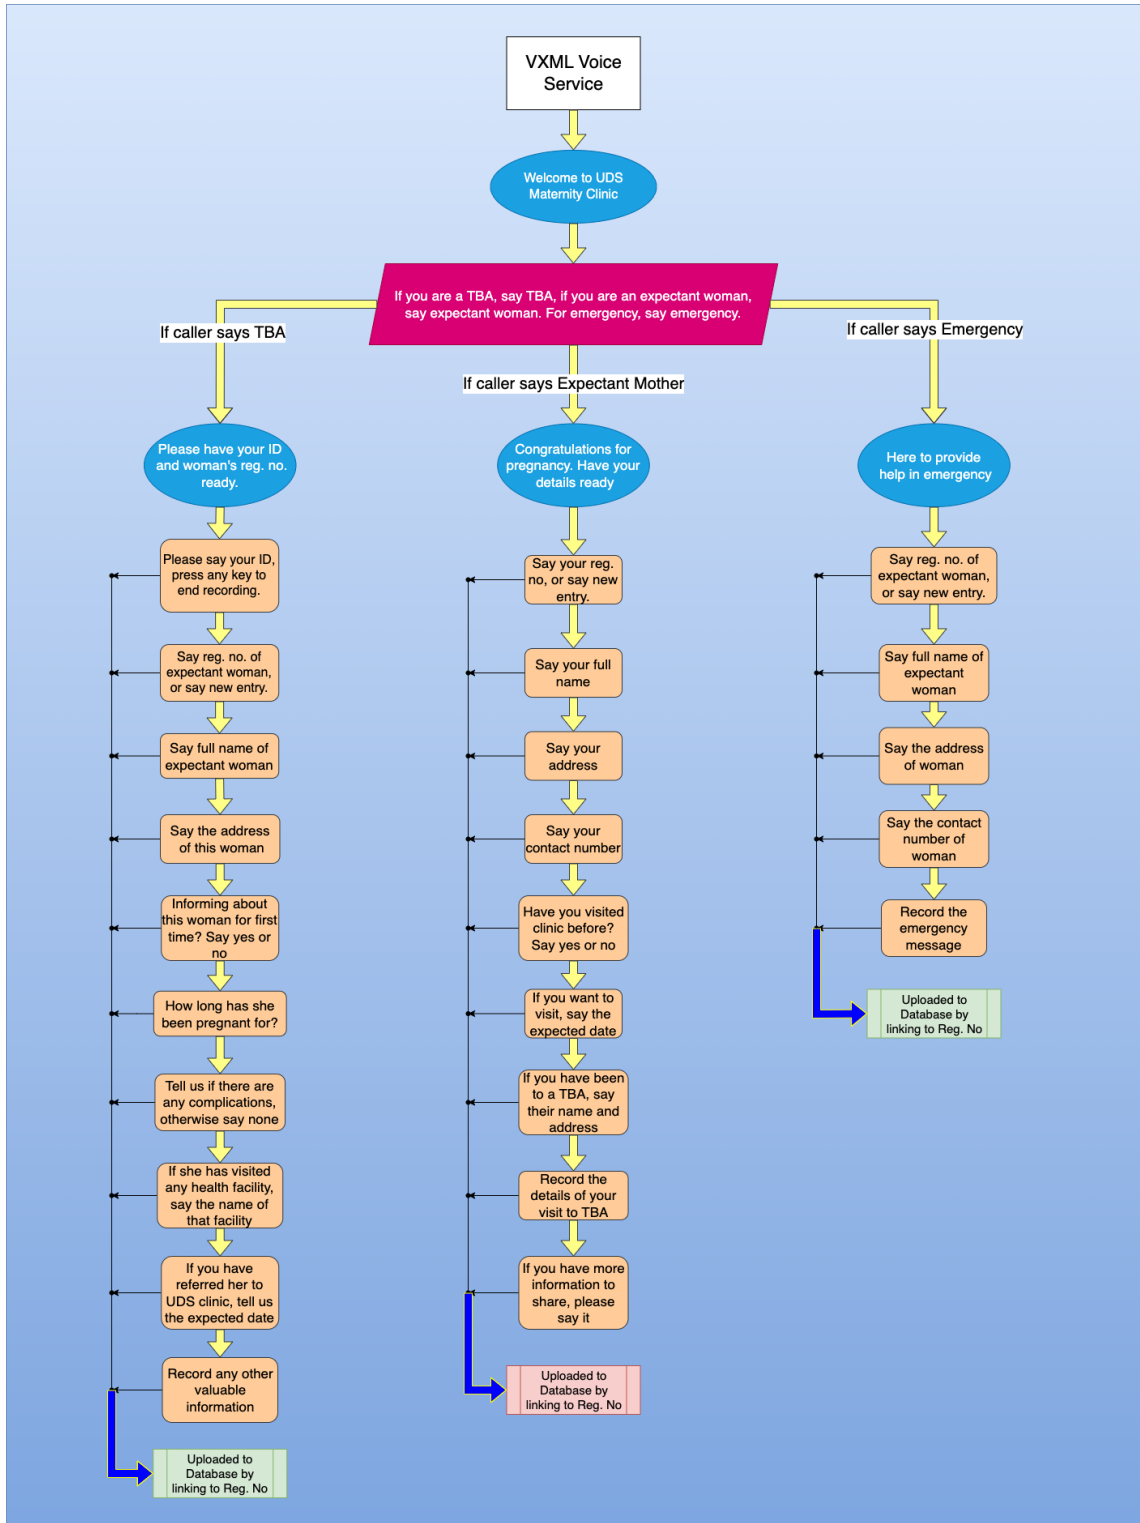 VXML Voice
Service
Welcome to UDS
Maternity Clinic
If you are a TBA, say TBA, if you are an expectant woman,
say expectant woman. For emergency, say emergency.
If caller says TBA
If caller says Expectant Mother
If caller says Emergency
Please have your ID
and woman's reg. no.
ready.
Please say your ID,
press any key to
end recording.
Say reg. no. of
expectant woman,
or say new entry.
Say full name of
expectant woman
Say the address
of this woman
Informing about
this woman for first
time? Say yes or
no
How long has she
been pregnant for?
Tell us if there are
any complications,
otherwise say none
If she has visited
any health facility,
say the name of
that facility
If you have
referred her to
UDS clinic, tell us
the expected date
Record any other
valuable
information
Uploaded to
Database by
linking to Reg. No
Congratulations for
pregnancy. Have your
details ready
Say your reg.
no, or say new
entry.
Say your full
name
Say your
address
Say your
contact number
Have you visited
clinic before?
Say yes or no
If you want to
visit, say the
expected date
If you have been
to a TBA, say
their name and
address
Record the
details of your
visit to TBA
If you have more
information to
share, please
say it
Uploaded to
Database by
linking to Reg. No
Here to provide
help in emergency
Say reg. no. of
expectant woman,
or say new entry.
Say full name of
expectant
woman
Say the address
of woman
Say the contact
number of
woman
Record the
emergency
message
Uploaded to
Database by
linking to Reg. No